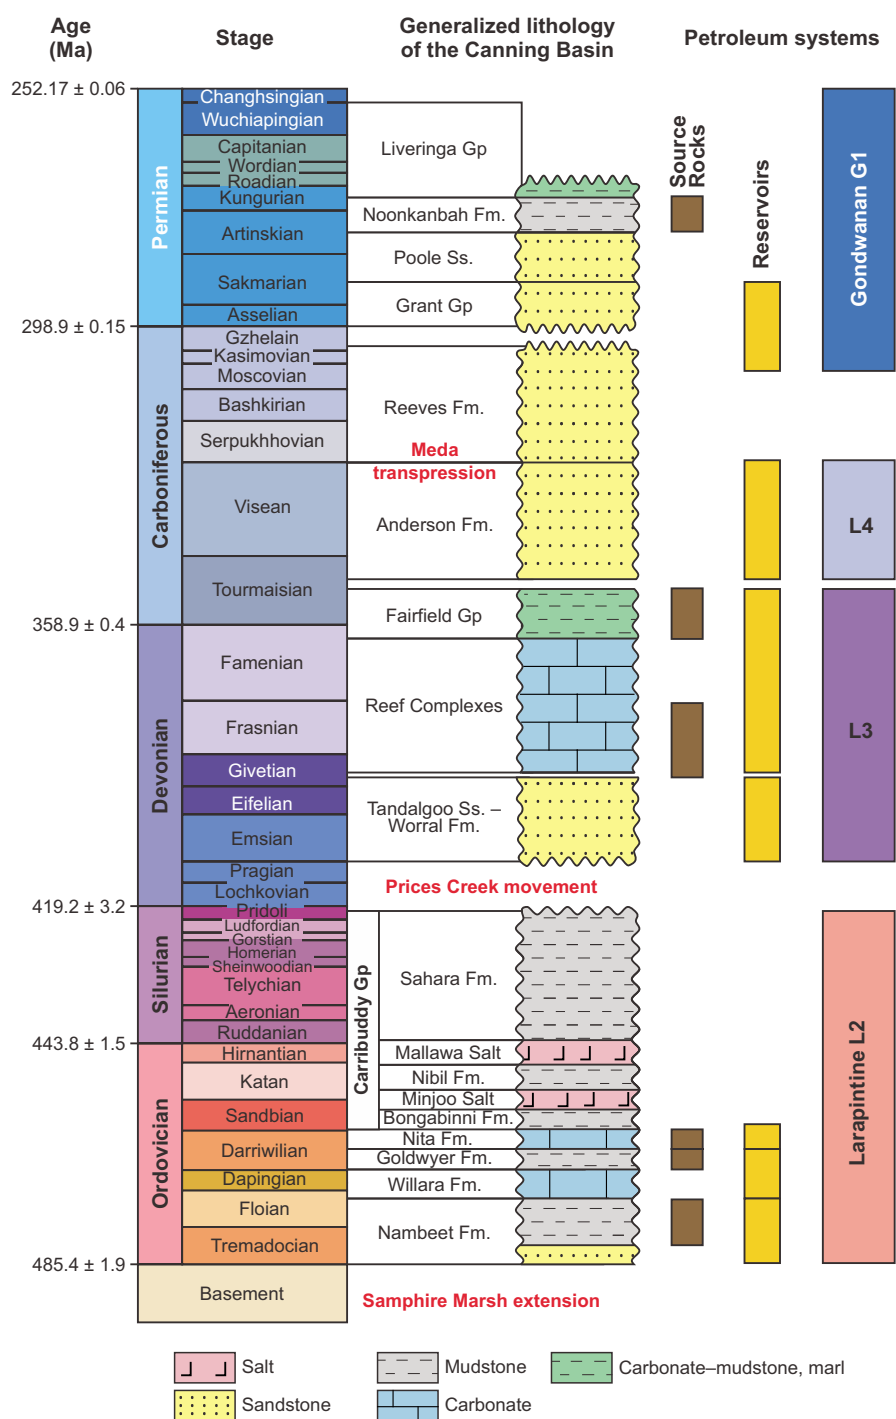 Age
(Ma)
Stage
Generalized lithology
of the Canning Basin
Petroleum systems
252.17 ± 0.06
298.9 ± 0.15
358.9 ± 0.4
419.2 ± 3.2
443.8 ± 1.5
485.4 ± 1.9
Permian
Carboniferous
Devonian
Silurian
Ordovician
Changhsingian
Wuchiapingian
Capitanian
Wordian
Roadian
Kungurian
Artinskian
Sakmarian
Asselian
Gzhelain
Kasimovian
Moscovian
Bashkirian
Serpukhhovian
Visean
Tourmaisian
Famenian
Frasnian
Givetian
Eifelian
Emsian
Pragian
Lochkovian
Pridoli
Ludfordian
Gorstian
Homerian
Sheinwoodian
Telychian
Aeronian
Ruddanian
Hirnantian
Katan
Sandbian
Darriwilian
Dapingian
Floian
Tremadocian
Basement
Liveringa Gp
Noonkanbah Fm.
Poole Ss.
Grant Gp
Reeves Fm.
Meda
transpression
Anderson Fm.
Fairfield Gp
Reef Complexes
Tandalgoo Ss. –
Worral Fm.
Prices Creek movement
Carribuddy Gp
Sahara Fm.
Mallawa Salt
Nibil Fm.
Minjoo Salt
Bongabinni Fm.
Nita Fm.
Goldwyer Fm.
Willara Fm.
Nambeet Fm.
Samphire Marsh extension
Source
Rocks
Reservoirs
Gondwanan G1
L4
L3
Larapintine L2
Salt
Mudstone
Carbonate–mudstone, marl
Sandstone
Carbonate